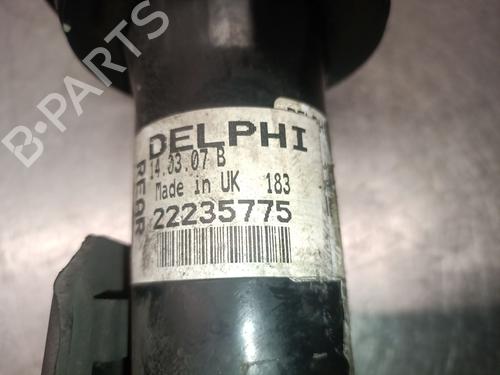 B-PARTS
DELPHI
14.03.07 B
Made in UK 183
22235775
REAR